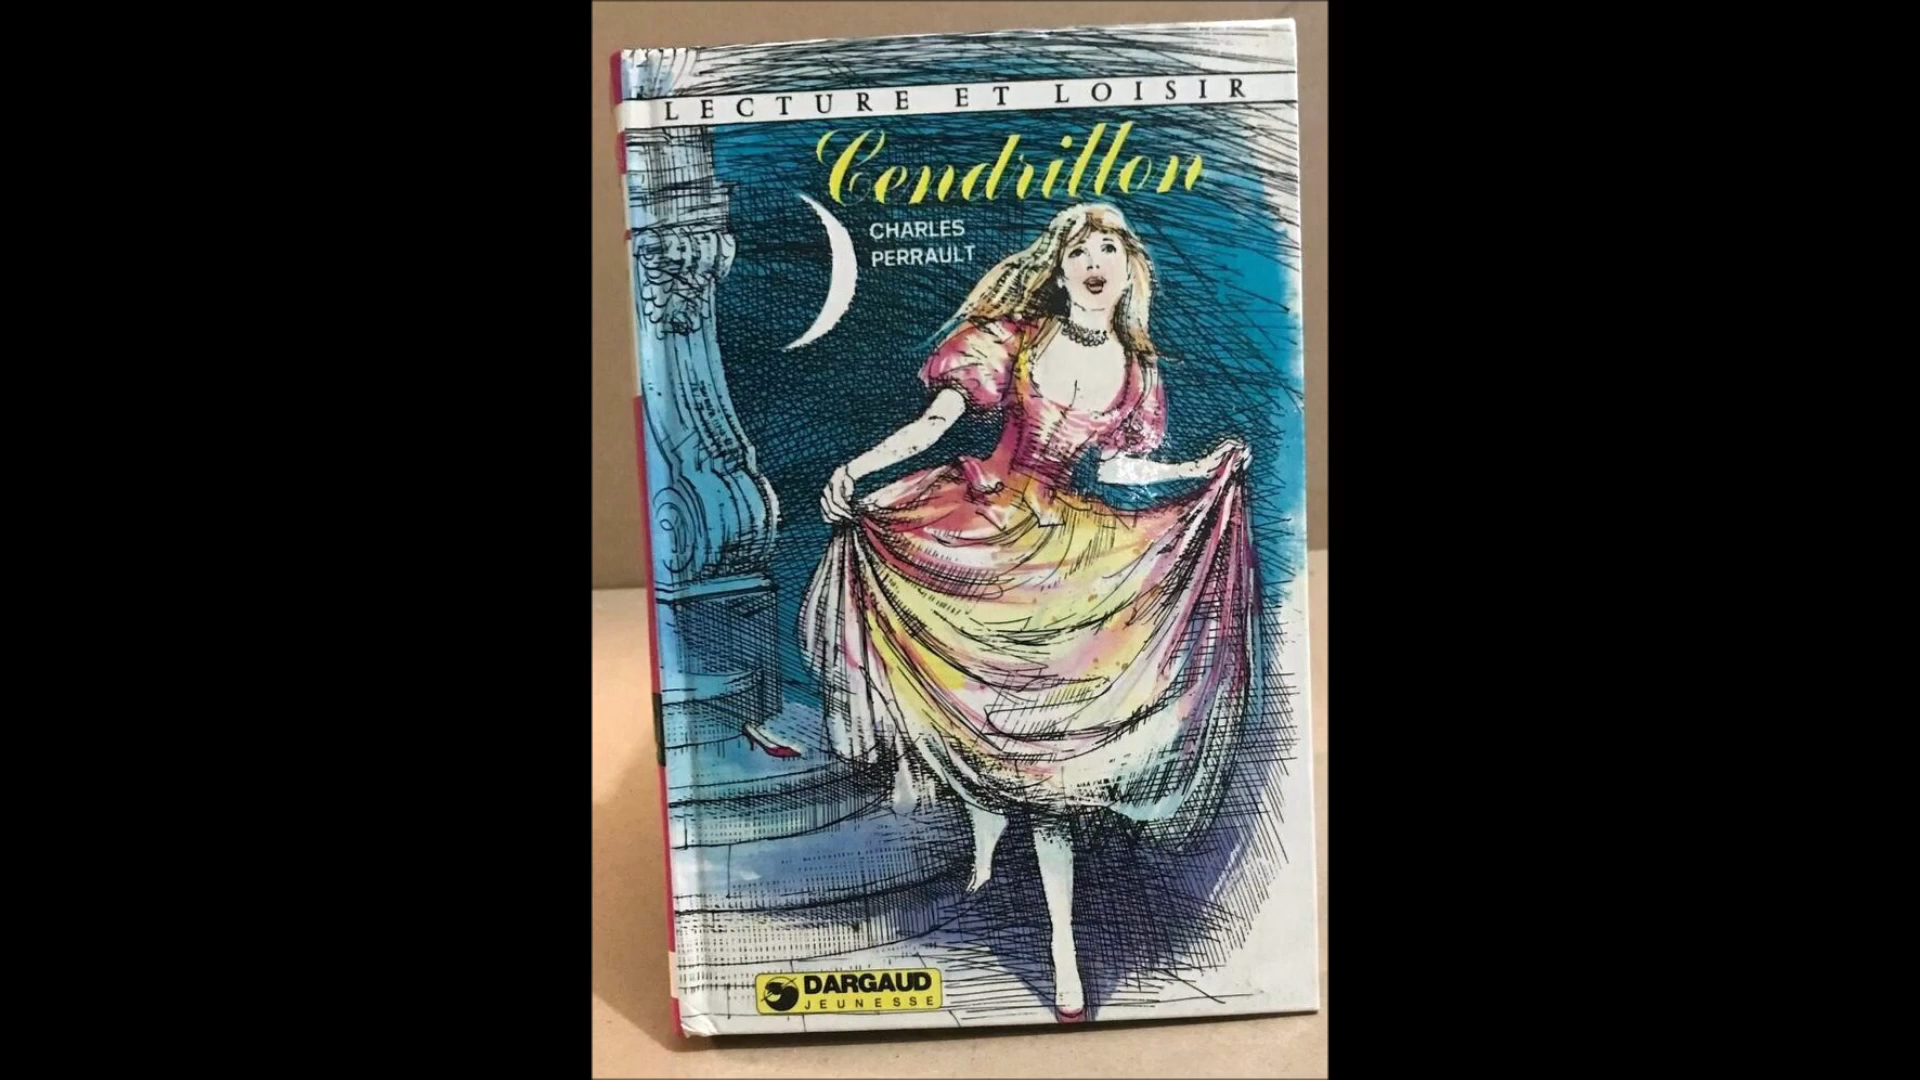 LECTURE ET LOISIR
Cendrillon
CHARLES
PERRAULT
DARGAUD
JEUNESSE